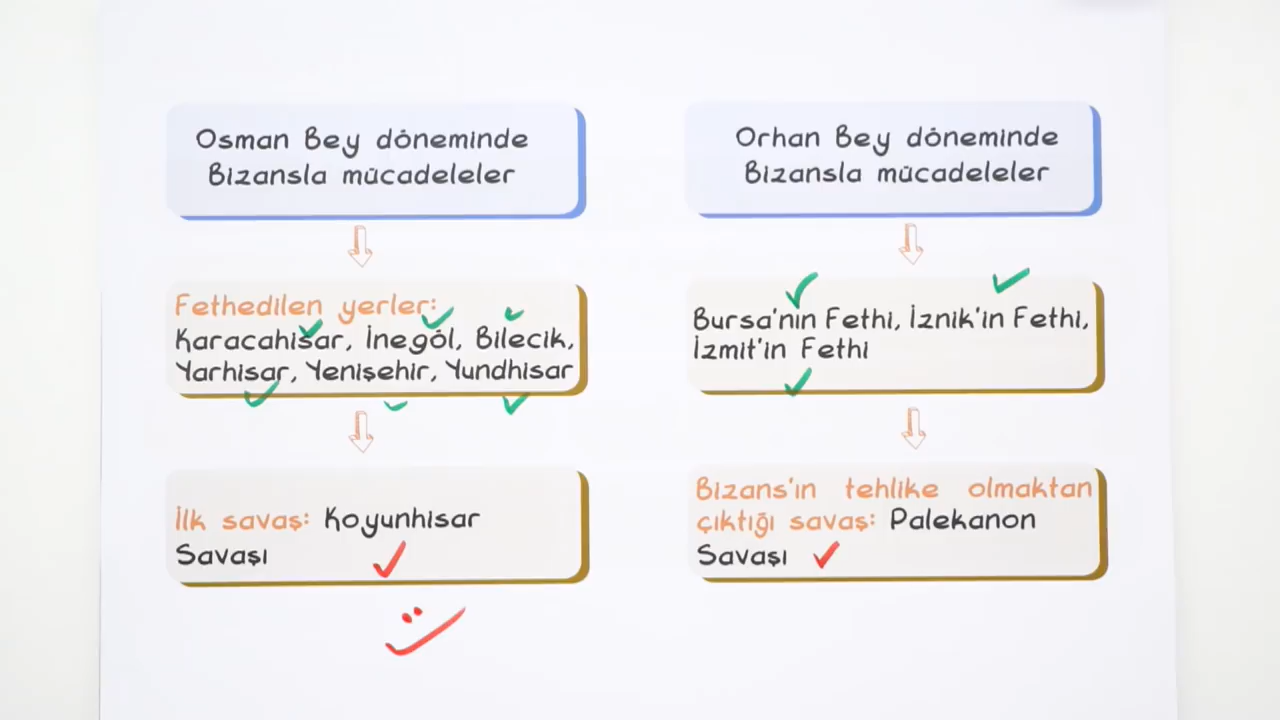 Osman Bey döneminde
Bizansla mücadeleler
Fethedilen yerler:
Karacahisar, İnegöl, Bilecik,
Yarhisar, Yenişehir, Yundhisar
İlk savaş: Koyunhisar
Savaşı
Orhan Bey döneminde
Bizansla mücadeleler
Bursa'nın Fethi, İznik'in Fethi,
İzmit'in Fethi
Bizans'ın tehlike olmaktan
çıktığı savaş: Palekanon
Savaşı